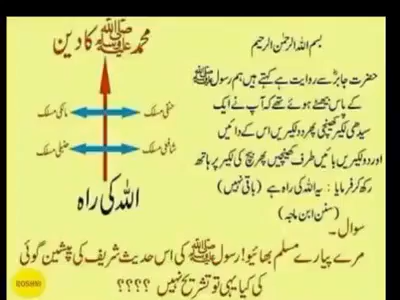 بسم اللہ الرحمٰن الرحیم
محمد ﷺ کا دین
حضرت جابرؓ سے روایت ہے کہتے ہیں ہم رسول ﷺ
کے پاس بیٹھے ہوئے تھے کہ آپ نے ایک
سیدھی لکیر کھینچی پھر دو لکیریں اس کے دائیں
اور دو لکیریں بائیں طرف کھینچیں پھر بیچ کی لکیر پر ہاتھ
رکھ کر فرمایا : یہ اللہ کی راہ ہے (باقی نہیں)
(سنن ابن ماجہ)
حنفی مسلک
مالکی مسلک
شافعی مسلک
حنبلی مسلک
اللہ کی راہ
سوال ۔
مرے پیارے مسلم بھائیو! رسول ﷺ کی اس حدیث شریف کی پیشین گوئی
کی کیا یہی تو تشریح نہیں ؟؟؟؟
ROSHNI